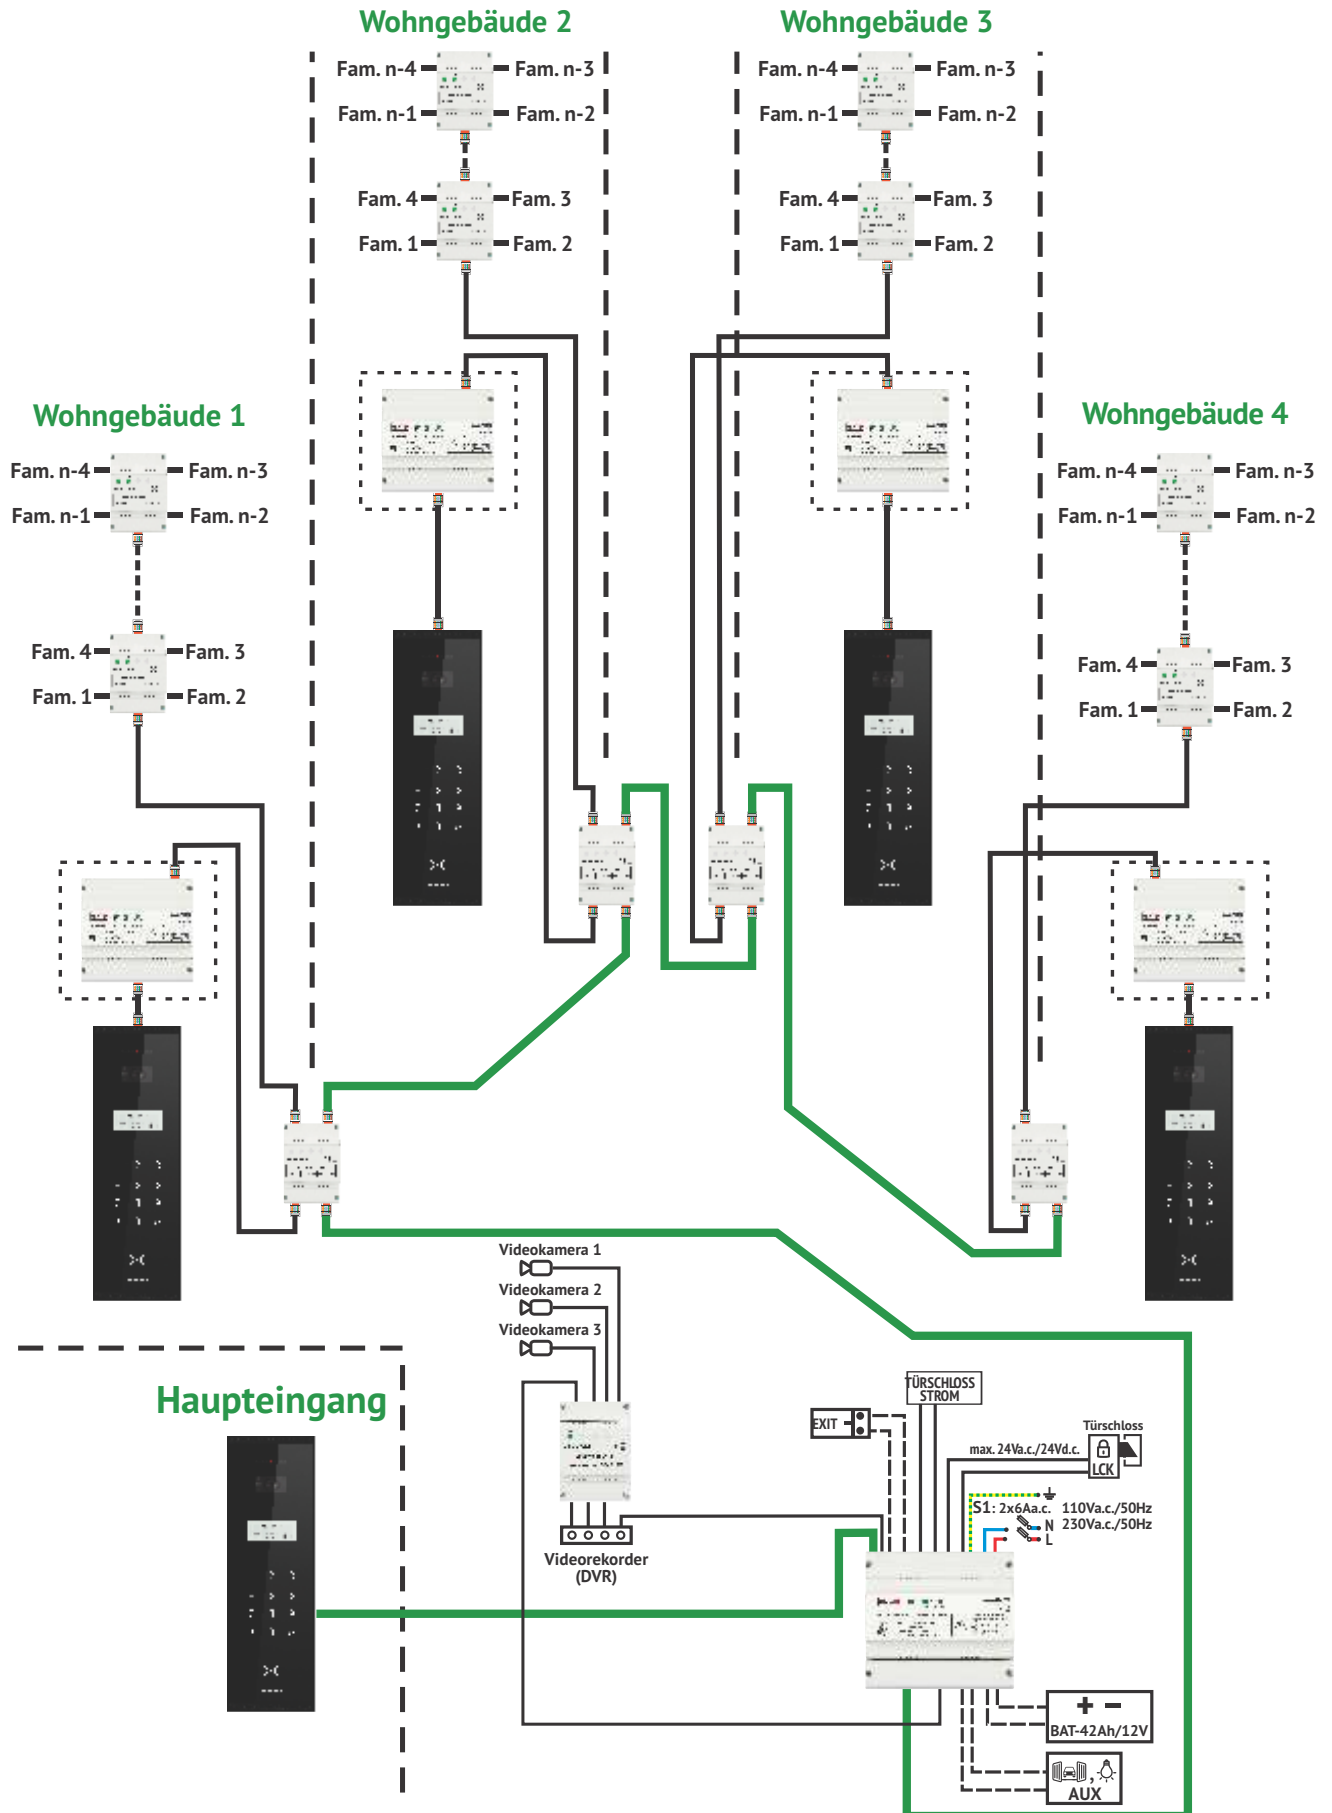 Wohngebäude 2
Wohngebäude 3
Fam. n-4
Fam. n-3
Fam. n-1
Fam. n-2
Fam. 4
Fam. 3
Fam. 1
Fam. 2
Fam. n-4
Fam. n-3
Fam. n-1
Fam. n-2
Fam. 4
Fam. 3
Fam. 1
Fam. 2
Wohngebäude 1
Fam. n-4
Fam. n-3
Fam. n-1
Fam. n-2
Fam. 4
Fam. 3
Fam. 1
Fam. 2
Wohngebäude 4
Fam. n-4
Fam. n-3
Fam. n-1
Fam. n-2
Fam. 4
Fam. 3
Fam. 1
Fam. 2
Videokamera 1
Videokamera 2
Videokamera 3
Haupteingang
TÜRSCHLOSS
STROM
EXIT
Türschloss
max. 24Va.c./24Vd.c.
LCK
S1: 2x6Aa.c. 110Va.c./50Hz
N 230Va.c./50Hz
L
Videorekorder
(DVR)
+ −
BAT-42Ah/12V
,
AUX